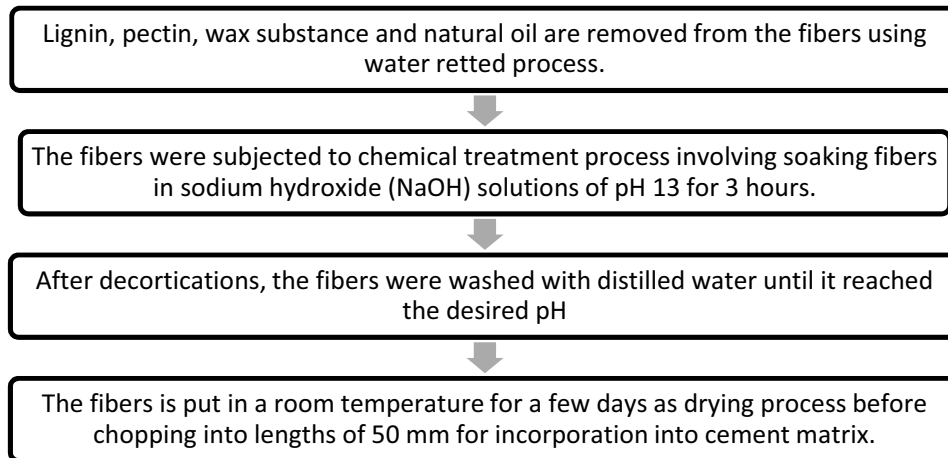 Lignin, pectin, wax substance and natural oil are removed from the fibers using
water retted process.
The fibers were subjected to chemical treatment process involving soaking fibers
in sodium hydroxide (NaOH) solutions of pH 13 for 3 hours.
After decortications, the fibers were washed with distilled water until it reached
the desired pH
The fibers is put in a room temperature for a few days as drying process before
chopping into lengths of 50 mm for incorporation into cement matrix.